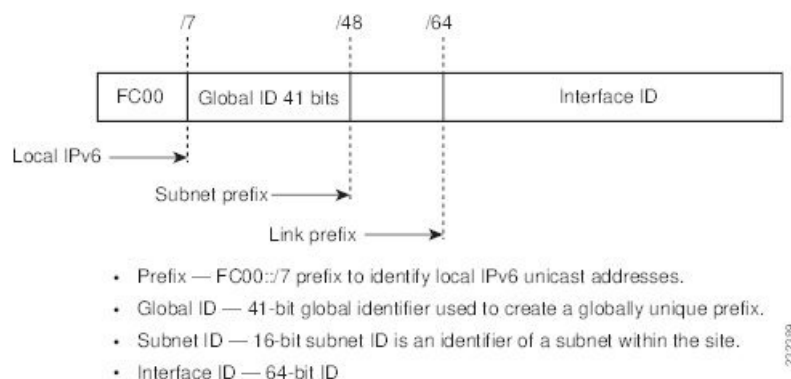 /7 /48 /64
FC00 Global ID 41 bits Interface ID
Local IPv6
Subnet prefix
Link prefix
• Prefix — FC00::/7 prefix to identify local IPv6 unicast addresses.
• Global ID — 41-bit global identifier used to create a globally unique prefix.
• Subnet ID — 16-bit subnet ID is an identifier of a subnet within the site.
• Interface ID — 64-bit ID
232389